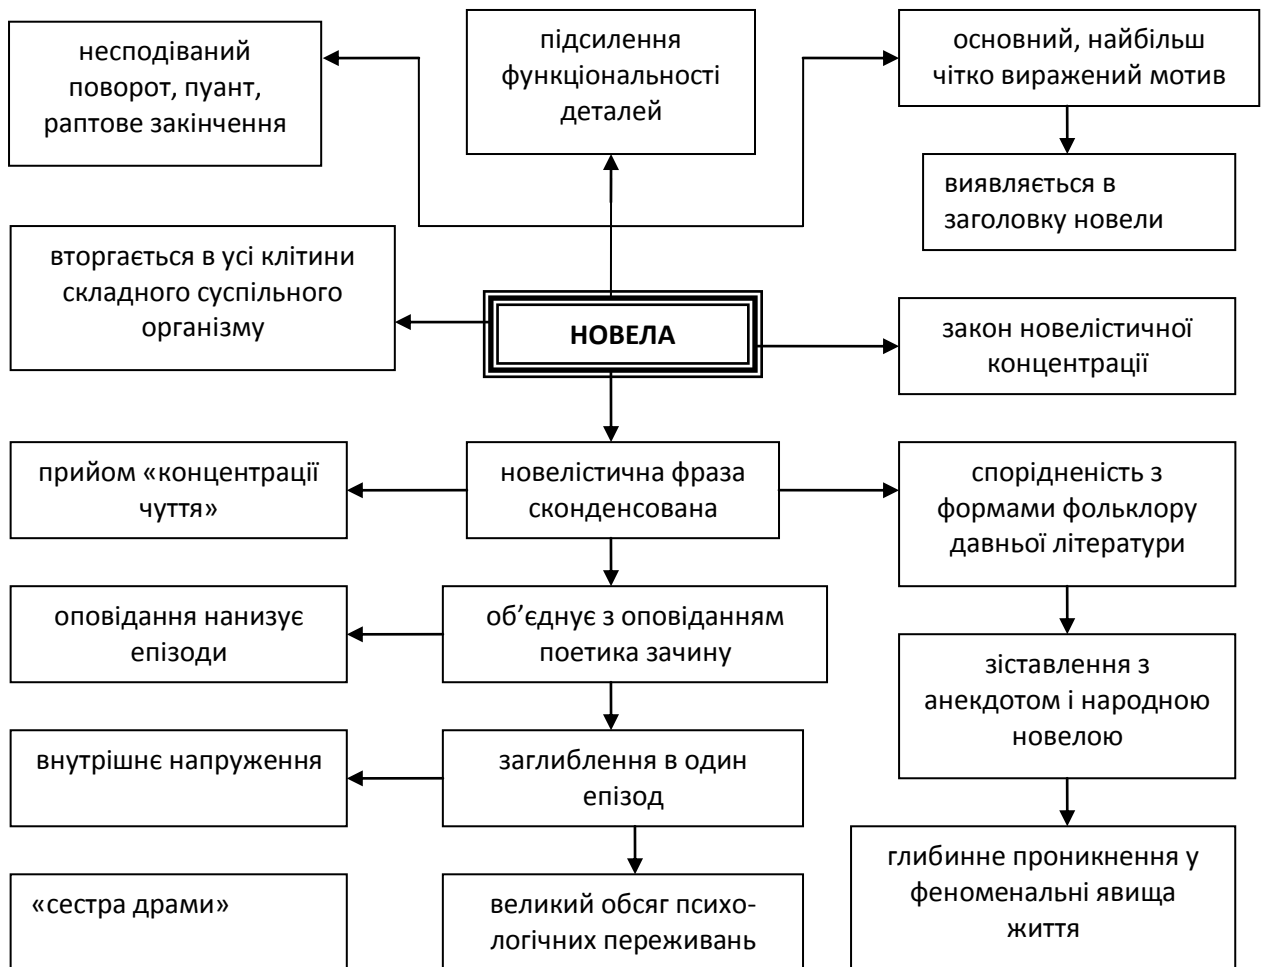 несподіваний
поворот, пуант,
раптове закінчення
підсилення
функціональності
деталей
основний, найбільш
чітко виражений мотив
виявляється в
заголовку новели
вторгається в усі клітини
складного суспільного
організму
НОВЕЛА
закон новелістичної
концентрації
прийом «концентрації
чуття»
новелістична фраза
сконденсована
спорідненість з
формами фольклору
давньої літератури
оповідання нанизує
епізоди
об’єднує з оповіданням
поетика зачину
зіставлення з
анекдотом і народною
новелою
внутрішнє напруження
заглиблення в один
епізод
глибинне проникнення у
феноменальні явища
життя
«сестра драми»
великий обсяг психо-
логічних переживань